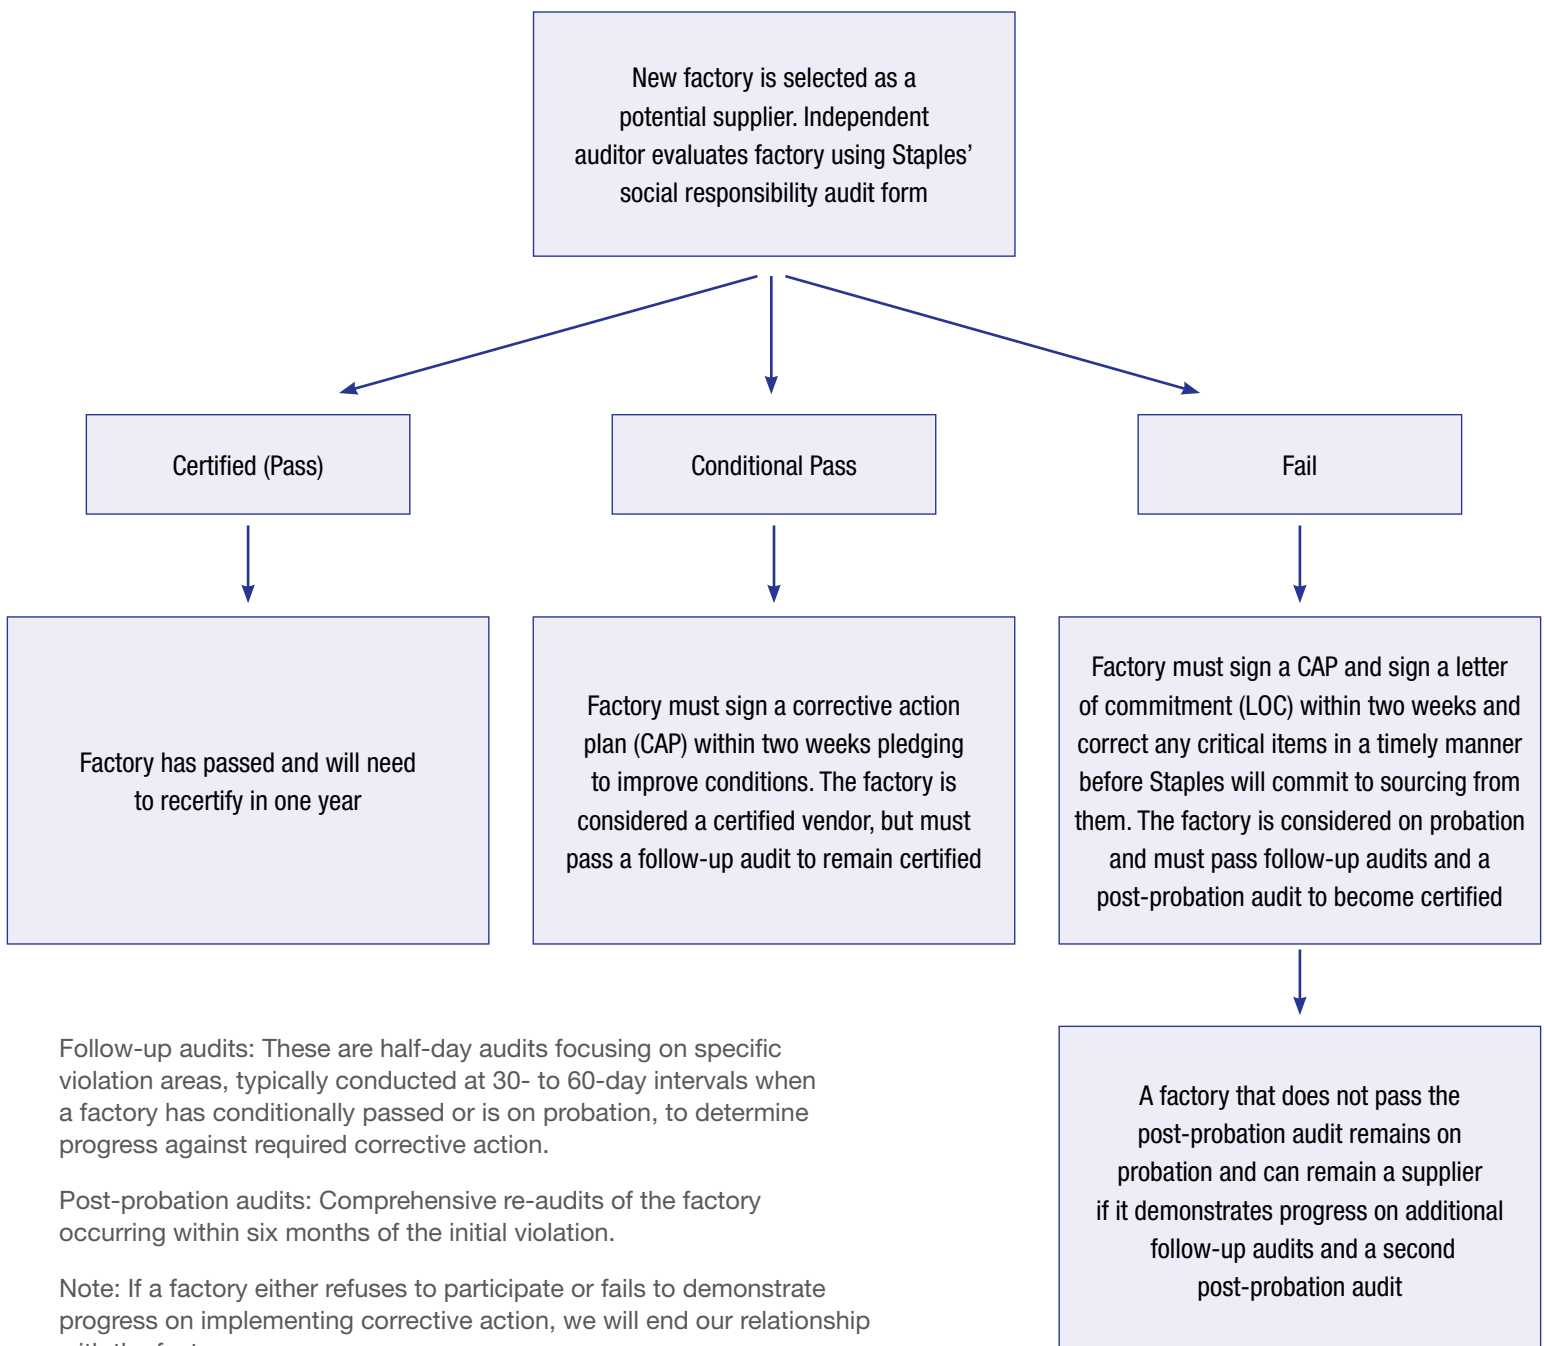 New factory is selected as a
potential supplier. Independent
auditor evaluates factory using Staples’
social responsibility audit form
Certified (Pass)
Conditional Pass
Fail
Factory has passed and will need
to recertify in one year
Factory must sign a corrective action
plan (CAP) within two weeks pledging
to improve conditions. The factory is
considered a certified vendor, but must
pass a follow-up audit to remain certified
Factory must sign a CAP and sign a letter
of commitment (LOC) within two weeks and
correct any critical items in a timely manner
before Staples will commit to sourcing from
them. The factory is considered on probation
and must pass follow-up audits and a
post-probation audit to become certified
A factory that does not pass the
post-probation audit remains on
probation and can remain a supplier
if it demonstrates progress on additional
follow-up audits and a second
post-probation audit
Follow-up audits: These are half-day audits focusing on specific
violation areas, typically conducted at 30- to 60-day intervals when
a factory has conditionally passed or is on probation, to determine
progress against required corrective action.
Post-probation audits: Comprehensive re-audits of the factory
occurring within six months of the initial violation.
Note: If a factory either refuses to participate or fails to demonstrate
progress on implementing corrective action, we will end our relationship